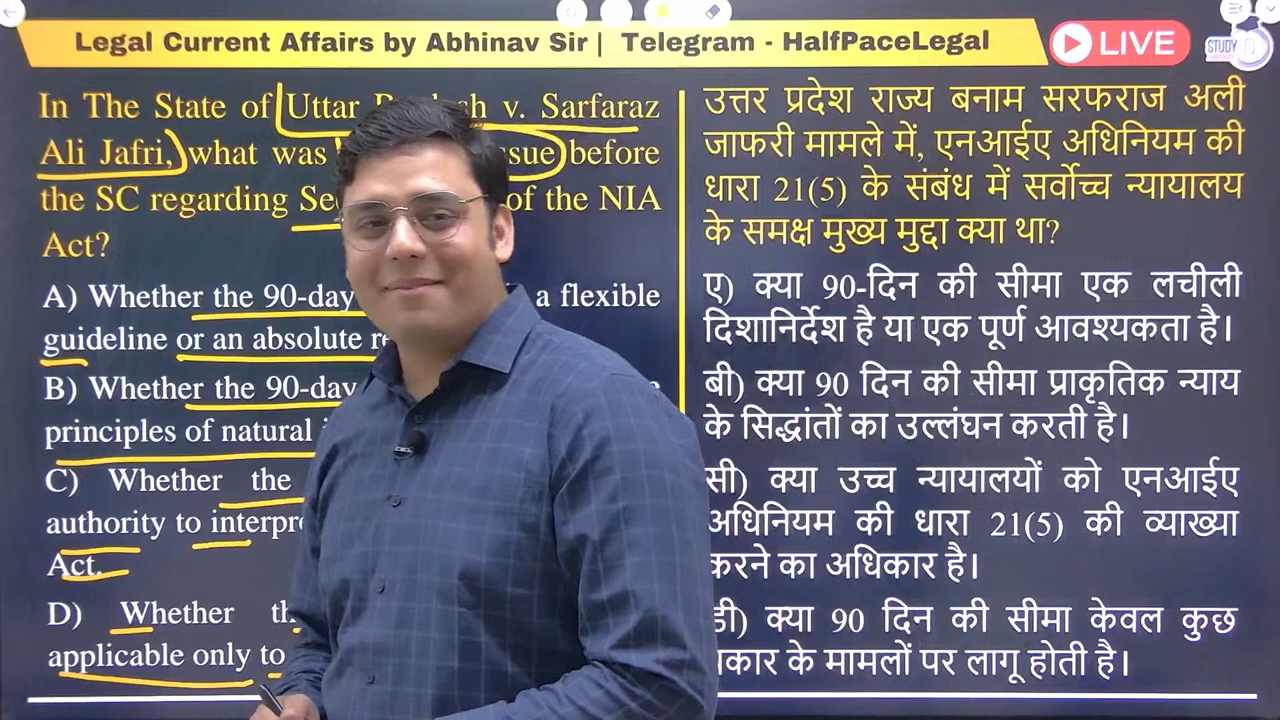 Legal Current Affairs by Abhinav Sir | Telegram - HalfPaceLegal
LIVE
STUDY
In The State of Uttar v. Sarfaraz
Ali Jafri, what was before
the SC regarding of the NIA
Act?
A) Whether the 90-day a flexible
guideline or an absolute
B) Whether the 90-day
principles of natural
C) Whether the
authority to
Act.
D) Whether
applicable only to
उत्तर प्रदेश राज्य बनाम सरफराज अली
जाफरी मामले में, एनआईए अधिनियम की
धारा 21(5) के संबंध में सर्वोच्च न्यायालय
के समक्ष मुख्य मुद्दा क्या था?
ए) क्या 90-दिन की सीमा एक लचीली
दिशानिर्देश है या एक पूर्ण आवश्यकता है।
बी) क्या 90 दिन की सीमा प्राकृतिक न्याय
के सिद्धांतों का उल्लंघन करती है।
सी) क्या उच्च न्यायालयों को एनआईए
अधिनियम की धारा 21(5) की व्याख्या
करने का अधिकार है।
डी) क्या 90 दिन की सीमा केवल कुछ
के मामलों पर लागू होती है।